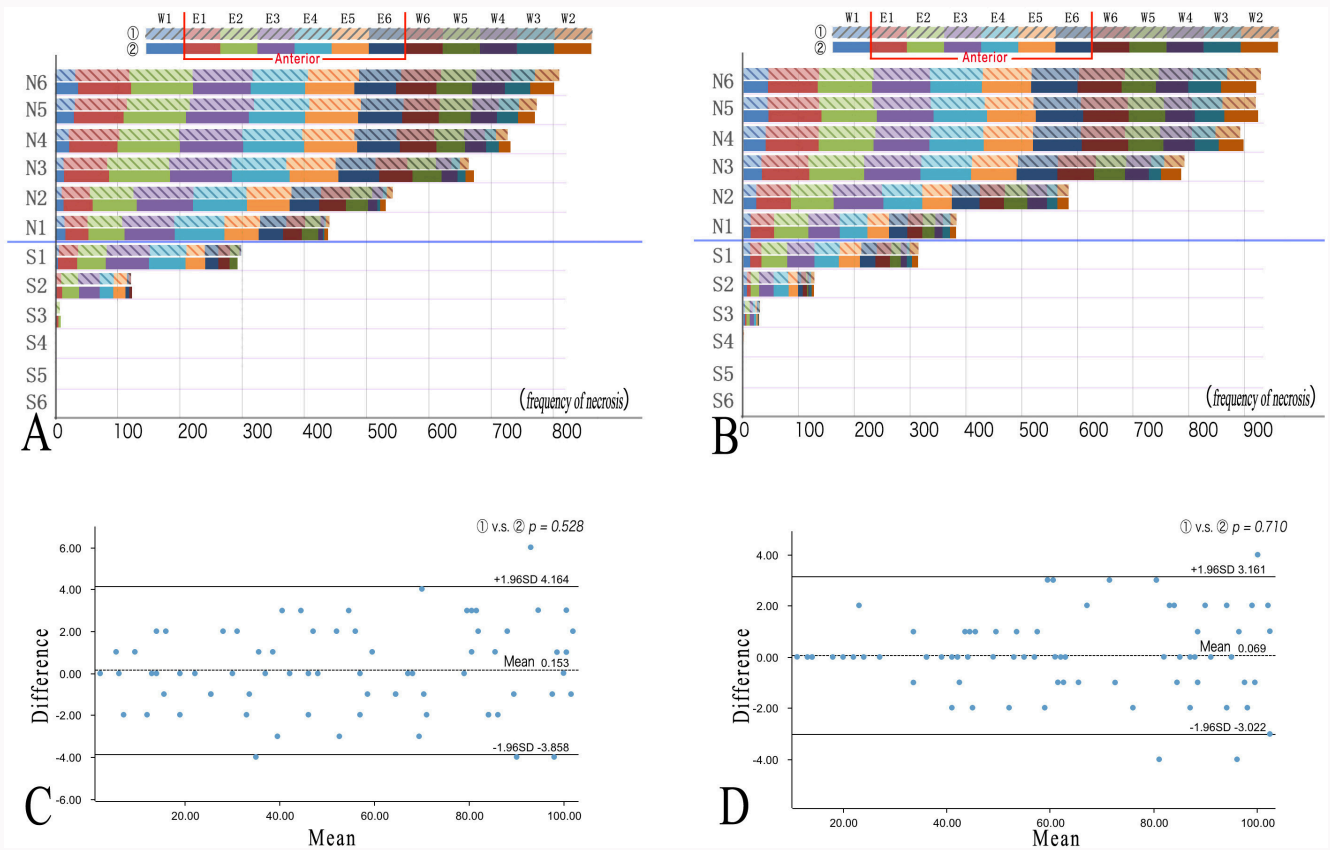 W1 E1 E2 E3 E4 E5 E6 W6 W5 W4 W3 W2
①
②
Anterior
N6
N5
N4
N3
N2
N1
S1
S2
S3
S4
S5
S6
(frequency of necrosis)
A
0 100 200 300 400 500 600 700 800
W1 E1 E2 E3 E4 E5 E6 W6 W5 W4 W3 W2
①
②
Anterior
N6
N5
N4
N3
N2
N1
S1
S2
S3
S4
S5
S6
(frequency of necrosis)
B
0 100 200 300 400 500 600 700 800 900
① v.s. ② p = 0.528
6.00
+1.96SD 4.164
4.00
2.00
Mean 0.153
0.00
-2.00
-1.96SD -3.858
-4.00
-6.00
Difference
C
20.00 40.00 60.00 80.00 100.00
Mean
① v.s. ② p = 0.710
4.00
+1.96SD 3.161
2.00
Mean 0.069
0.00
-2.00
-1.96SD -3.022
-4.00
Difference
D
20.00 40.00 60.00 80.00 100.00
Mean